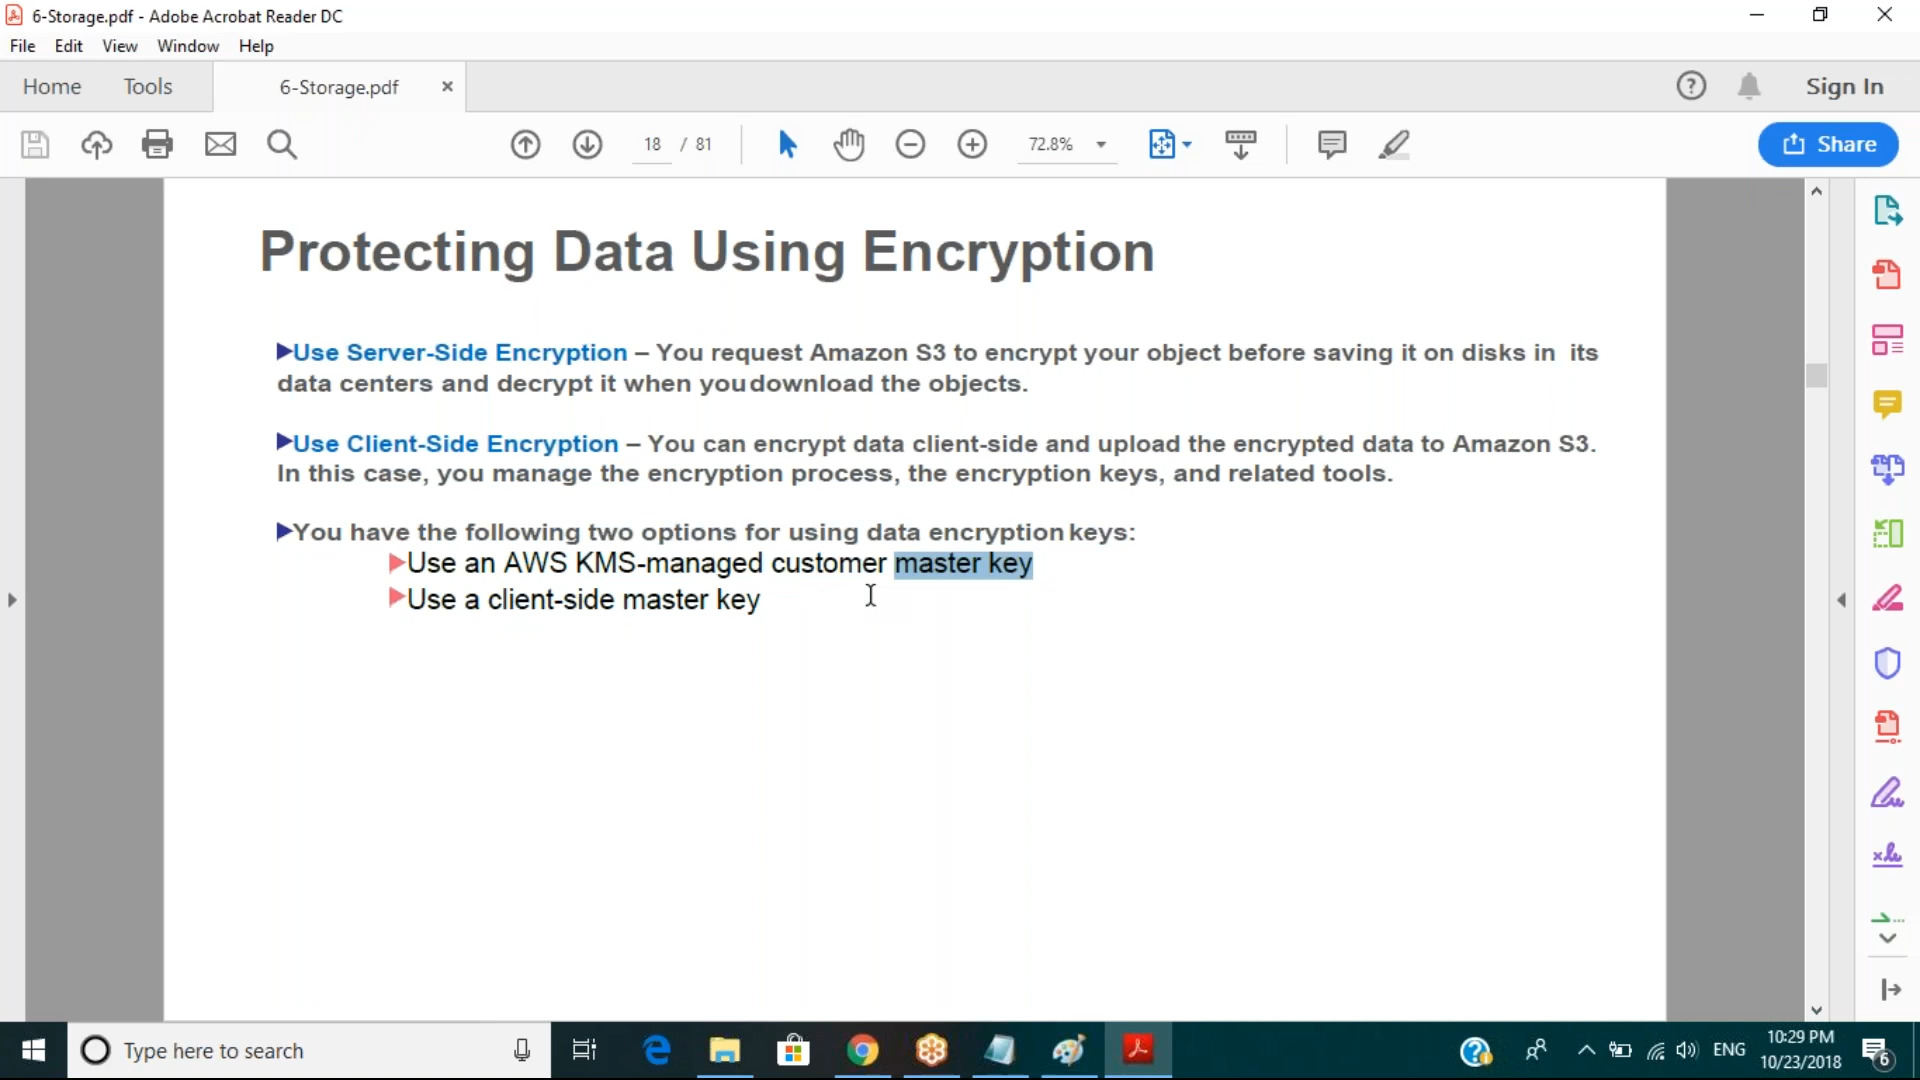 6-Storage.pdf - Adobe Acrobat Reader DC
File Edit View Window Help
Home Tools 6-Storage.pdf Sign In
18 / 81 72.8% Share
Protecting Data Using Encryption
Use Server-Side Encryption – You request Amazon S3 to encrypt your object before saving it on disks in its
data centers and decrypt it when you download the objects.
Use Client-Side Encryption – You can encrypt data client-side and upload the encrypted data to Amazon S3.
In this case, you manage the encryption process, the encryption keys, and related tools.
You have the following two options for using data encryption keys:
Use an AWS KMS-managed customer master key
Use a client-side master key
Type here to search
ENG
10:29 PM
10/23/2018
6